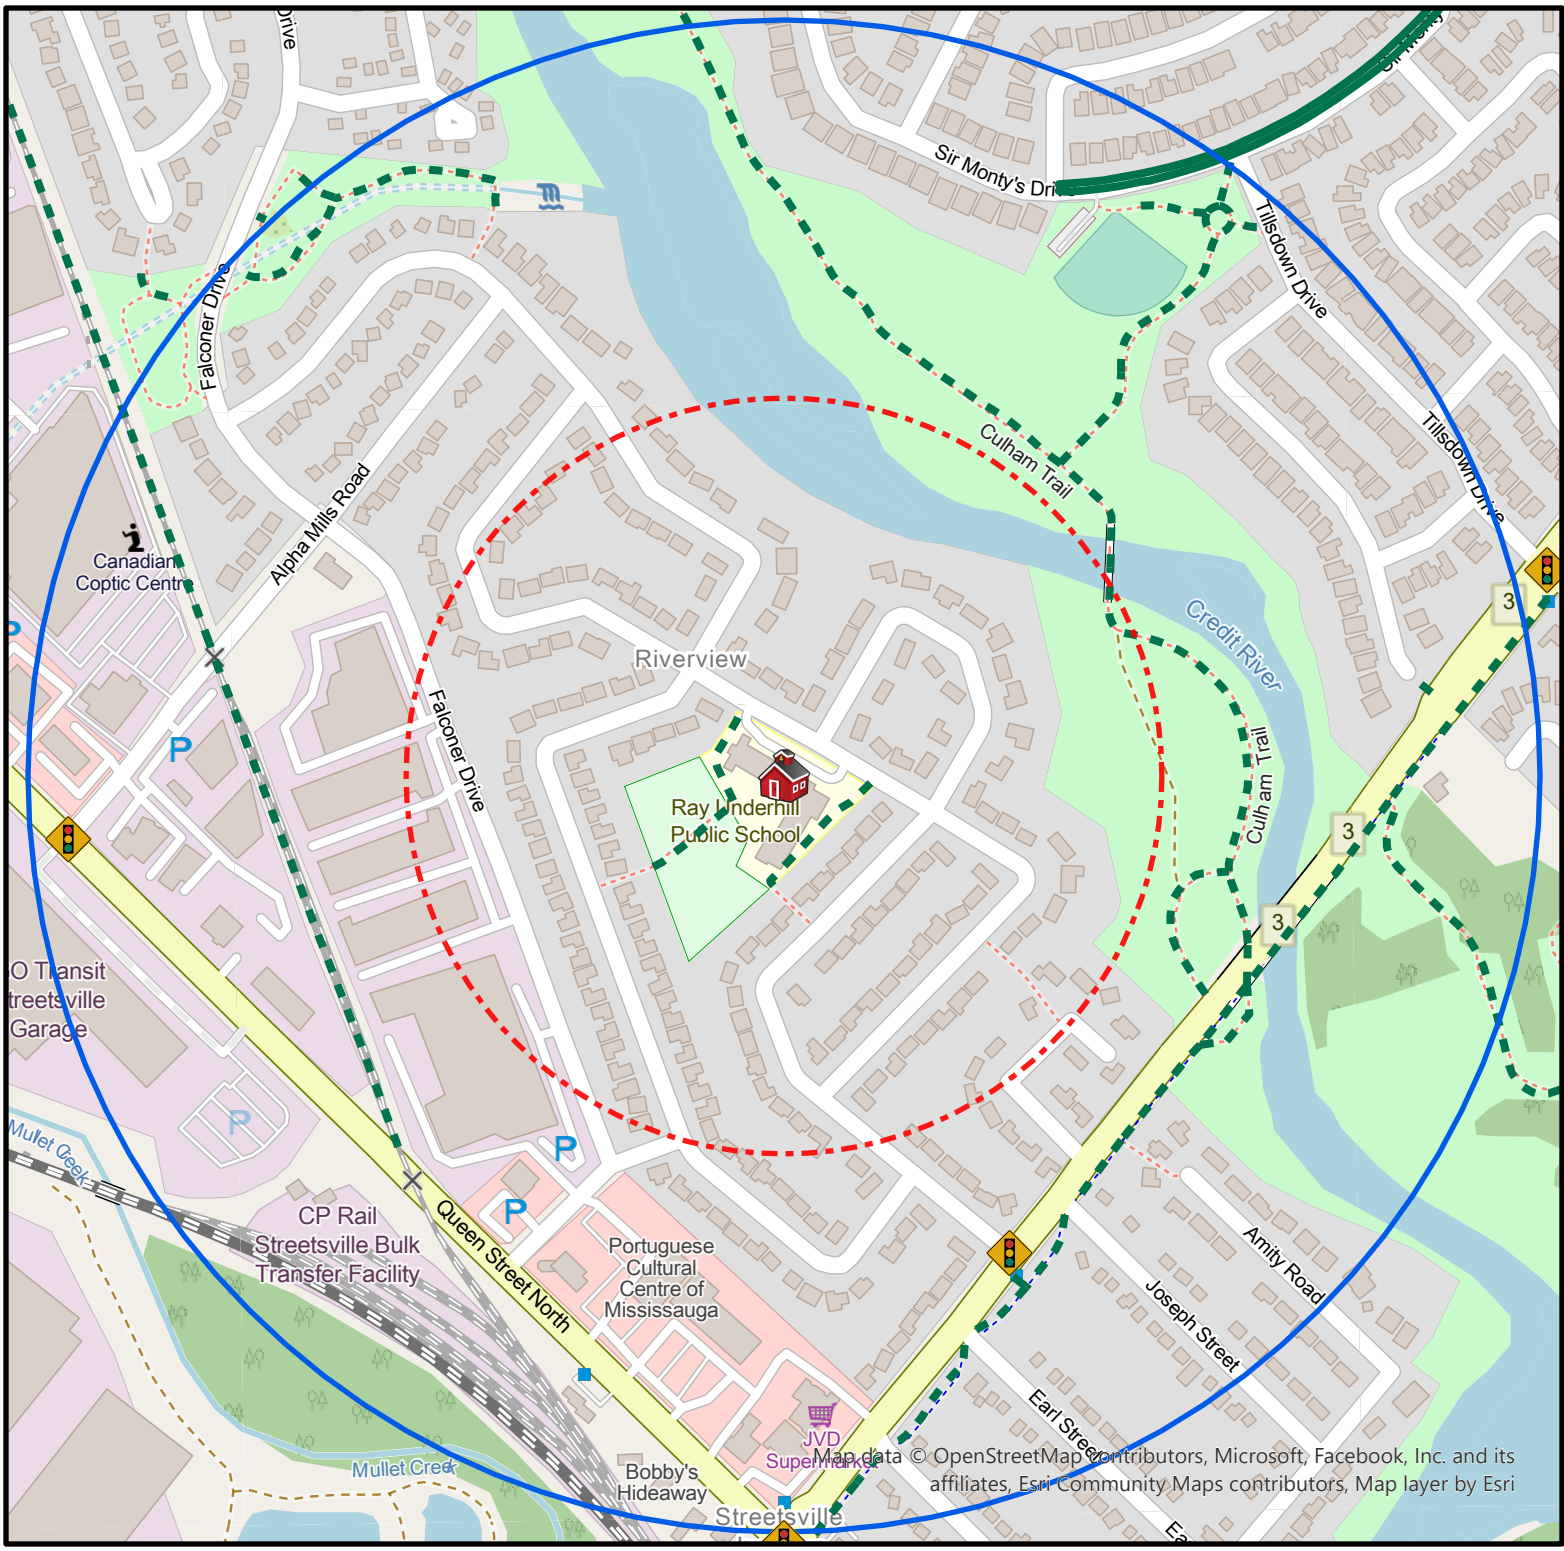 Drive
Sir Monty's Dri
Sir Monty
Tillsdown Drive
Falconer Drive
Culham Trail
Tillsdown Drive
Alpha Mills Road
Canadian
Coptic Centre
P
3
Credit River
Riverview
Falconer Drive
P
Culham Trail
Ray Underhill
Public School
3
3
O Transit
treetsville
Garage
P
Mullet Creek
P
P
CP Rail
Streetsville Bulk
Transfer Facility
Queen Street North
Portuguese
Cultural
Centre of
Mississauga
Amity Road
Joseph Street
Earl Street
JVD
Supermarket
Mullet Creek
Bobby's
Hideaway
Streetsville
Ea
Map data © OpenStreetMap contributors, Microsoft, Facebook, Inc. and its
affiliates, Esri Community Maps contributors, Map layer by Esri